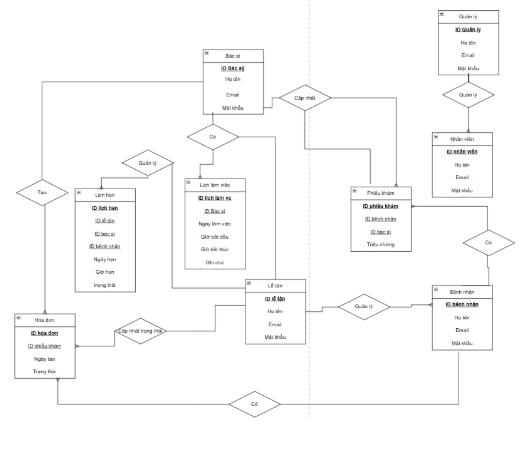 Quản lý
ID Quản lý
Họ tên
Email
Mật khẩu
Quản lý
Nhân viên
ID nhân viên
Họ tên
Email
Mật khẩu
Bác sĩ
ID Bác sỹ
Họ tên
Email
Mật khẩu
Cập nhật
Có
Quản lý
Tạo
Lịch hẹn
ID lịch hẹn
ID lễ tân
ID bác sĩ
ID bệnh nhân
Ngày hẹn
Giờ hẹn
trạng thái
Lịch làm việc
ID lịch làm vc
ID Bác sĩ
Ngày làm việc
Giờ bắt đầu
Giờ kết thúc
Ghi chú
Phiếu khám
ID phiếu khám
ID bệnh nhân
ID bác sĩ
Triệu chứng
Có
Lễ tân
ID lễ tân
Họ tên
Email
Mật khẩu
Quản lý
Bệnh nhân
ID bệnh nhân
Họ tên
Email
Mật khẩu
Hóa đơn
ID hóa đơn
ID phiếu khám
Ngày tạo
Trạng thái
Cập nhật trạng thái
Có